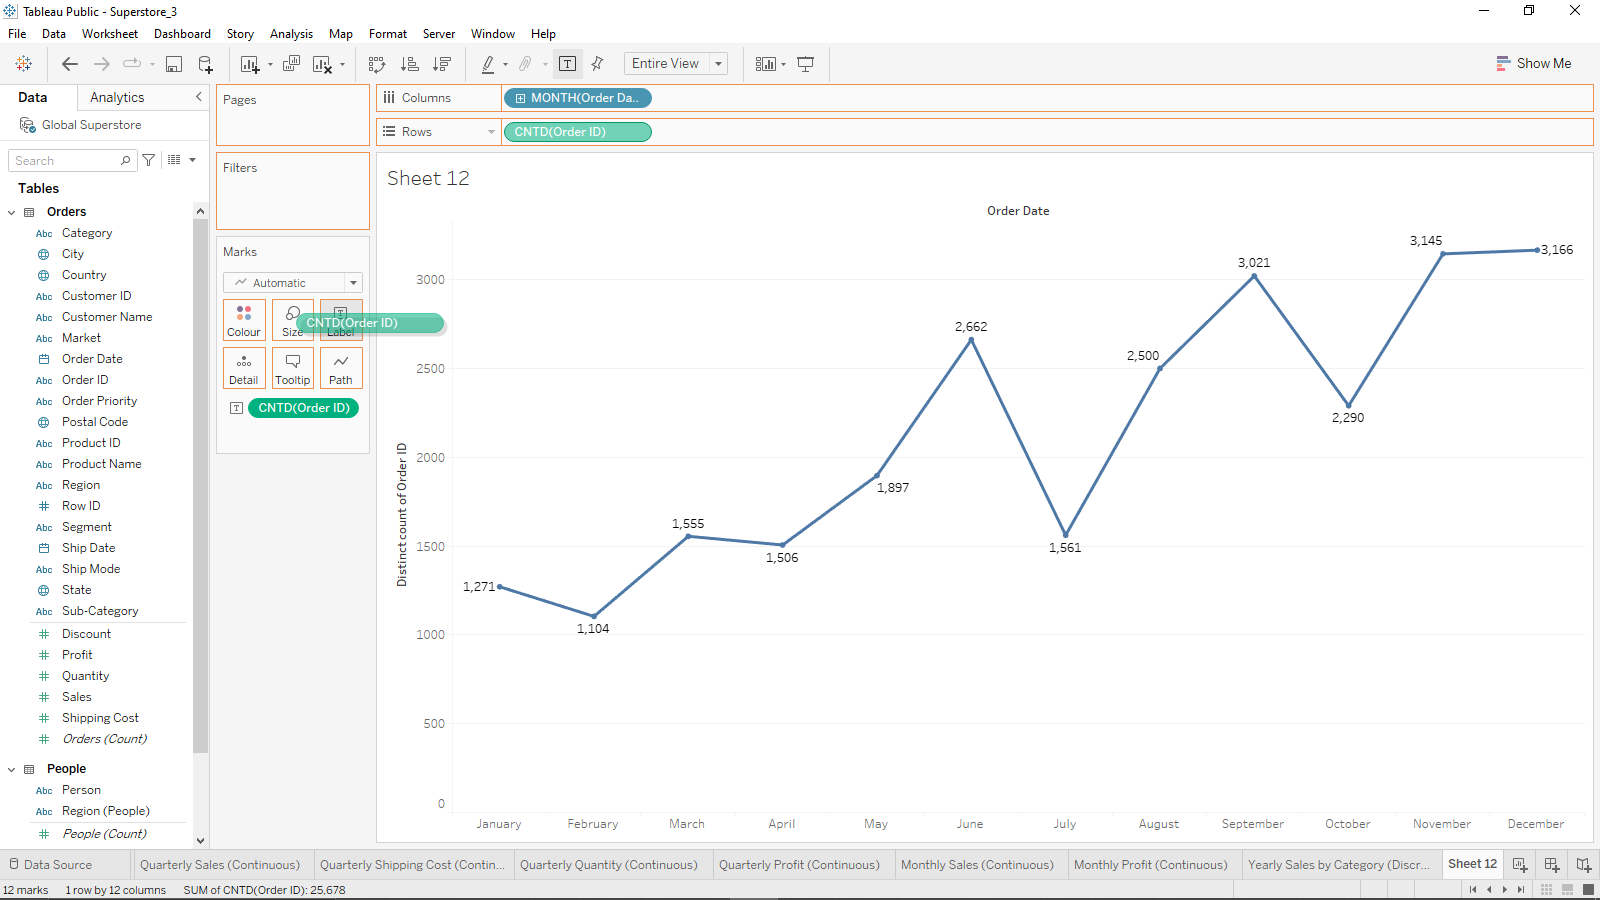 Tableau Public - Superstore_3
File Data Worksheet Dashboard Story Analysis Map Format Server Window Help
Entire View
Show Me
Data Analytics
Global Superstore
Search
Tables
Orders
Abc Category
City
Country
Abc Customer ID
Abc Customer Name
Abc Market
Order Date
Abc Order ID
Abc Order Priority
Postal Code
Abc Product ID
Abc Product Name
Abc Region
Row ID
Abc Segment
Ship Date
Abc Ship Mode
State
Abc Sub-Category
Discount
Profit
Quantity
Sales
Shipping Cost
Orders (Count)
People
Abc Person
Abc Region (People)
People (Count)
Pages
Filters
Marks
Automatic
Colour Size Label
CNTD(Order ID)
Detail Tooltip Path
CNTD(Order ID)
Columns MONTH(Order Da..
Rows CNTD(Order ID)
Sheet 12
Order Date
Distinct count of Order ID
3000
2500
2000
1500
1000
500
0
1,271
1,104
1,555
1,506
1,897
2,662
1,561
2,500
3,021
2,290
3,145
3,166
January February March April May June July August September October November December
Data Source Quarterly Sales (Continuous) Quarterly Shipping Cost (Contin... Quarterly Quantity (Continuous) Quarterly Profit (Continuous) Monthly Sales (Continuous) Monthly Profit (Continuous) Yearly Sales by Category (Discr... Sheet 12
12 marks 1 row by 12 columns SUM of CNTD(Order ID): 25,678